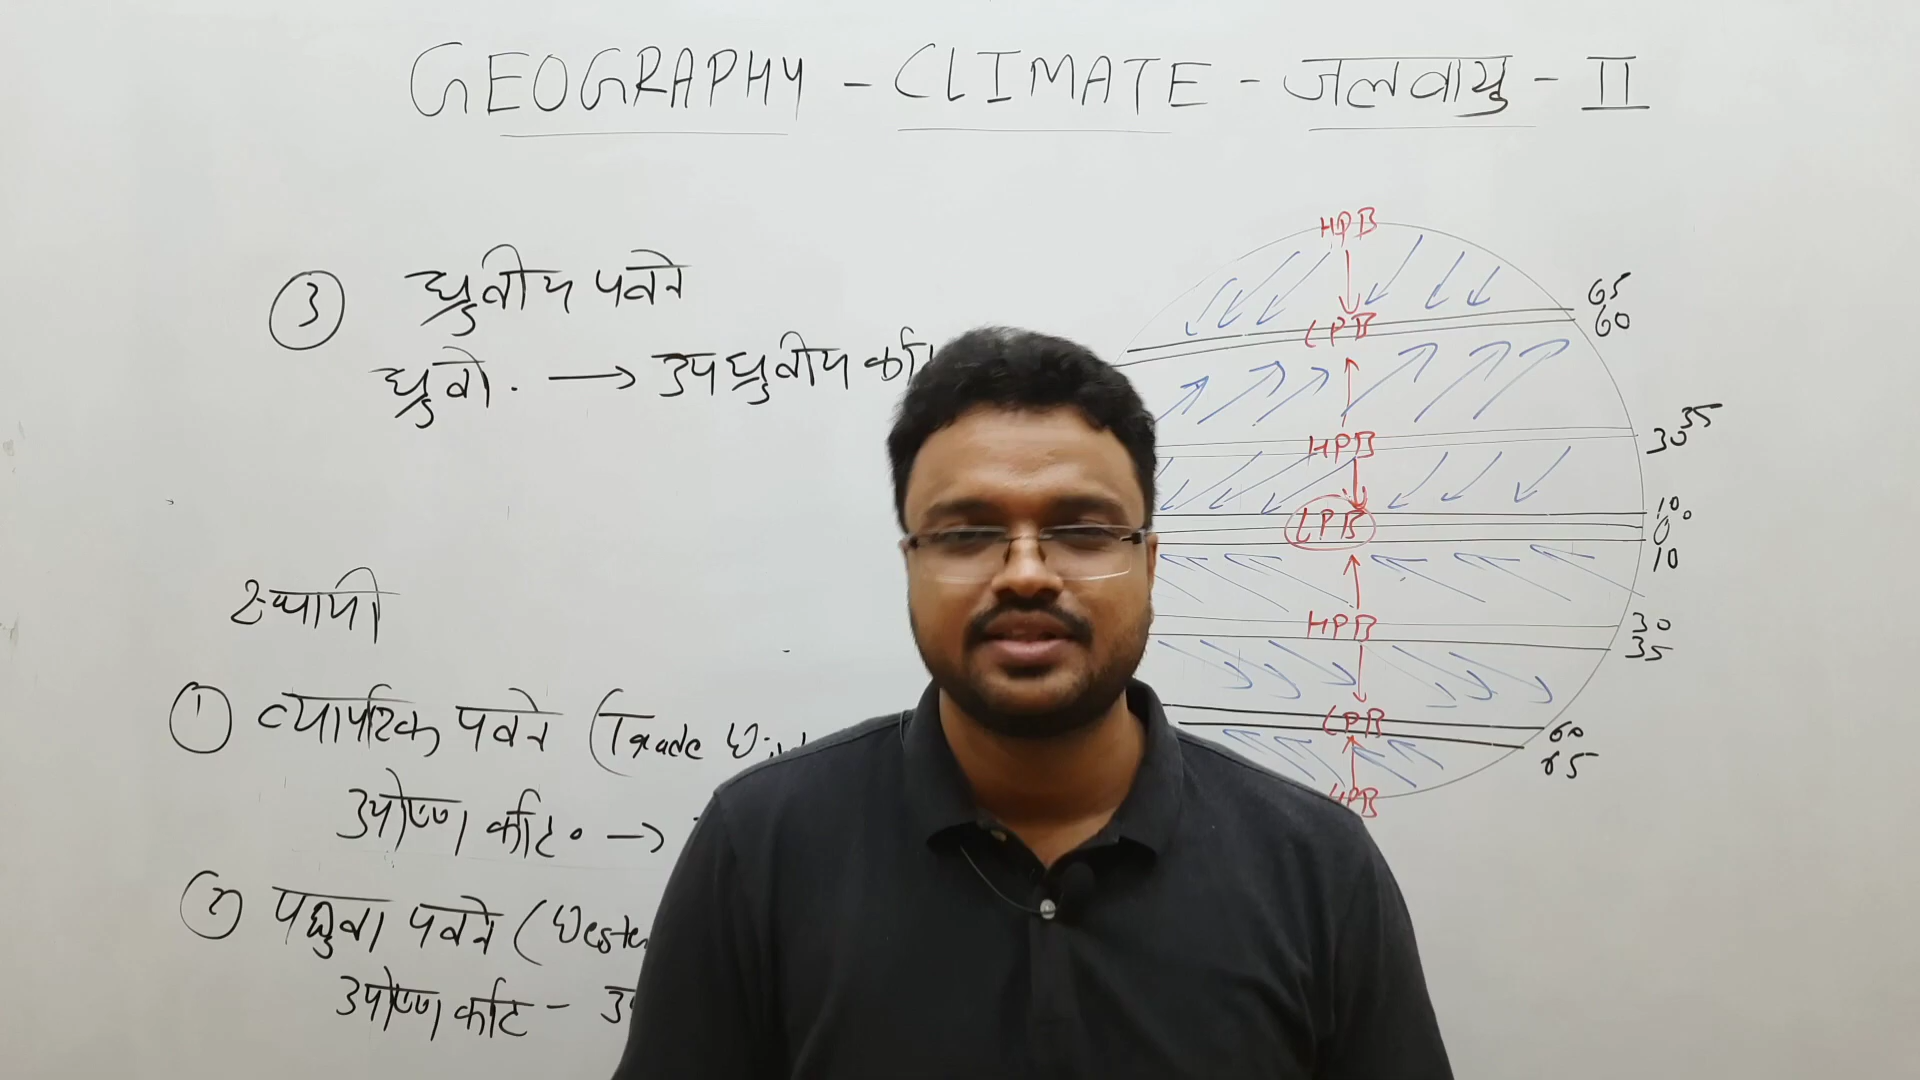 GEOGRAPHY - CLIMATE - जलवायु - II
③ ध्रुवीय पवने
ध्रुवो. → उपध्रुवीय
स्थायी
① व्यापारिक पवने (Trade
उपोष्ण कटि० →
② पछुवा पवने
उपोष्ण कटि -
HPB
LPB
HPB
LPB
HPB
LPB
HPB
65
60
35
30
10°
0
10
30
35
60
65